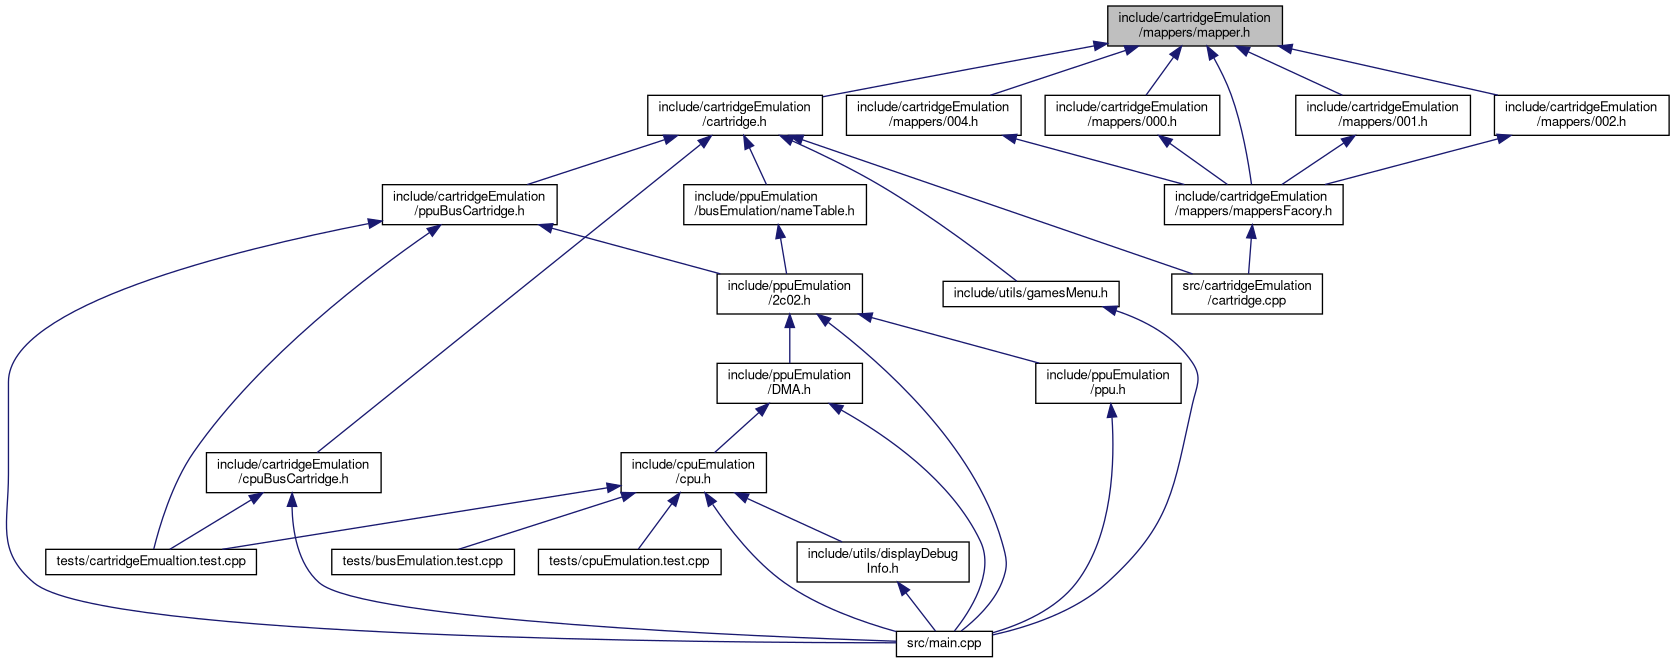 include/cartridgeEmulation
/mappers/mapper.h
include/cartridgeEmulation
/cartridge.h
include/cartridgeEmulation
/mappers/004.h
include/cartridgeEmulation
/mappers/000.h
include/cartridgeEmulation
/mappers/001.h
include/cartridgeEmulation
/mappers/002.h
include/cartridgeEmulation
/ppuBusCartridge.h
include/ppuEmulation
/busEmulation/nameTable.h
include/cartridgeEmulation
/mappers/mappersFacory.h
include/ppuEmulation
/2c02.h
include/utils/gamesMenu.h
src/cartridgeEmulation
/cartridge.cpp
include/ppuEmulation
/DMA.h
include/ppuEmulation
/ppu.h
include/cartridgeEmulation
/cpuBusCartridge.h
include/cpuEmulation
/cpu.h
tests/cartridgeEmualtion.test.cpp
tests/busEmulation.test.cpp
tests/cpuEmulation.test.cpp
include/utils/displayDebug
Info.h
src/main.cpp